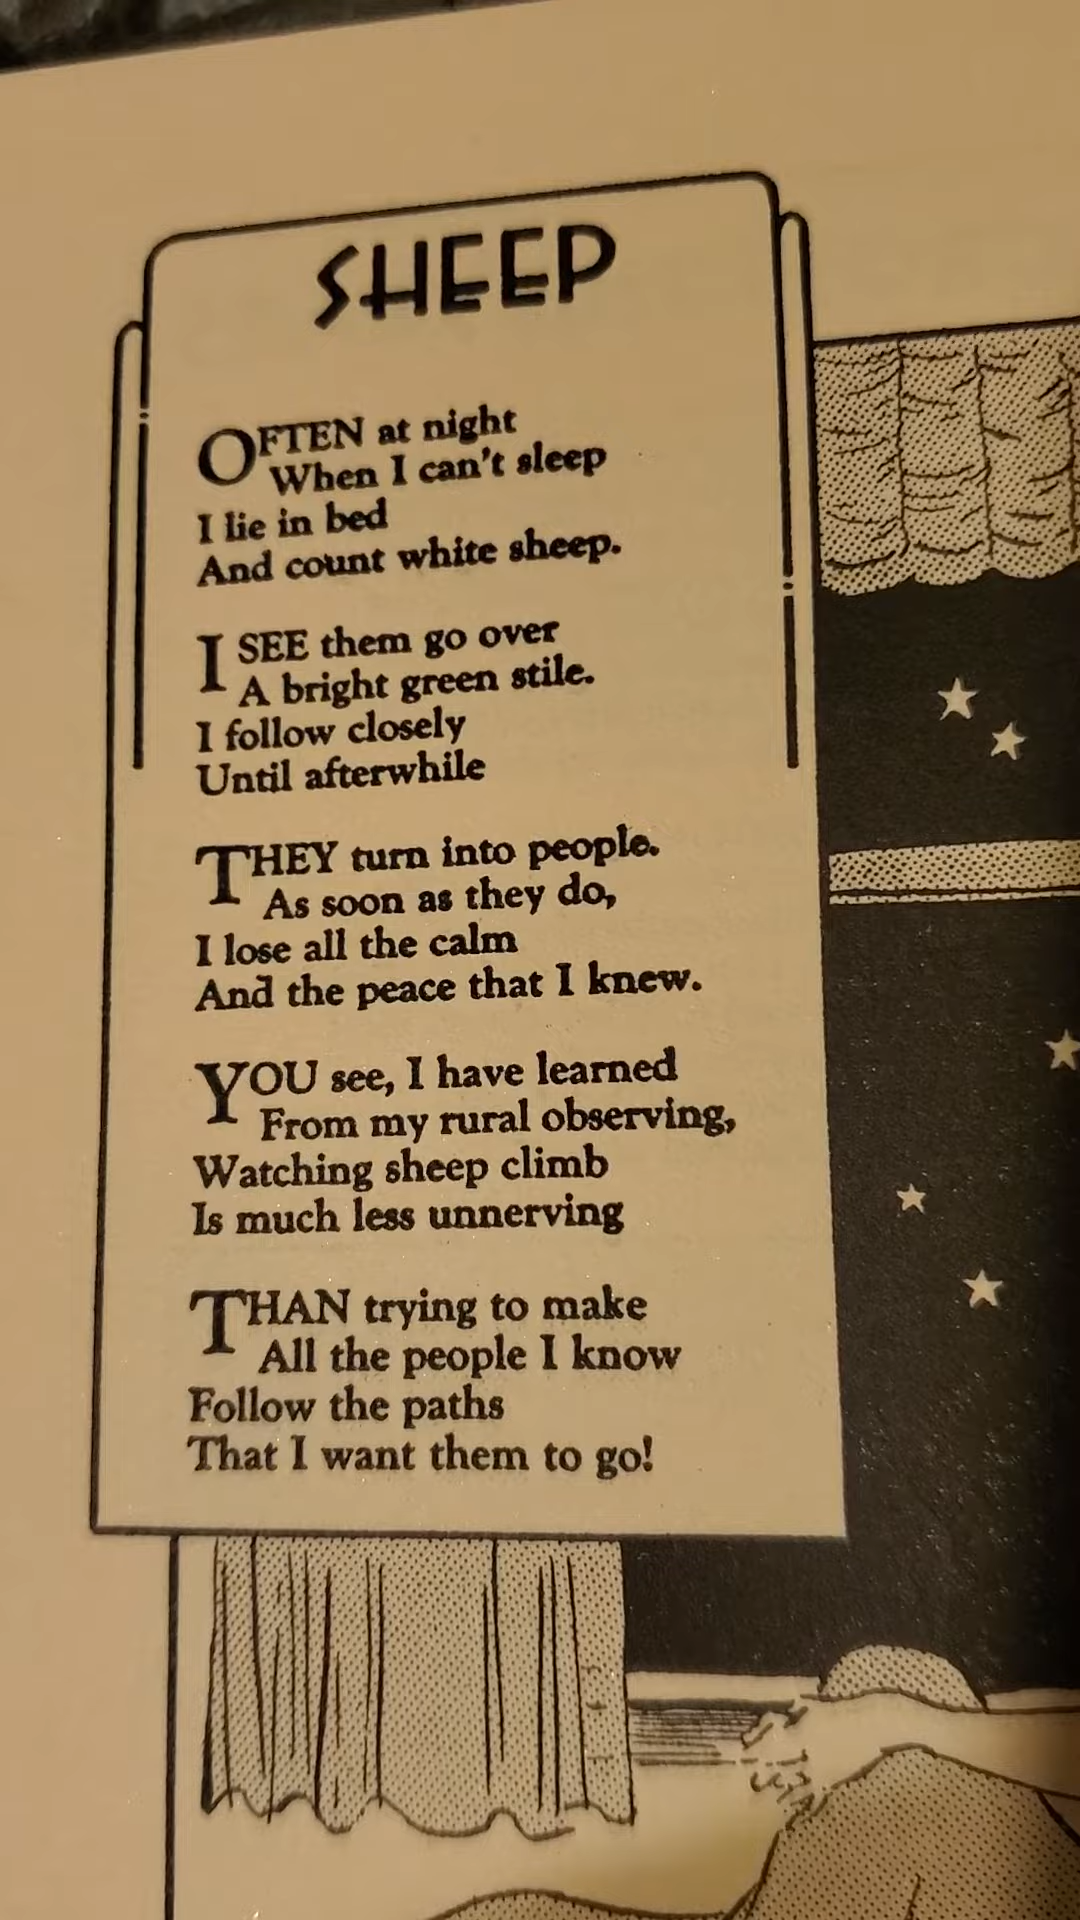 SHEEP
OFTEN at night
When I can't sleep
I lie in bed
And count white sheep.
I SEE them go over
A bright green stile.
I follow closely
Until afterwhile
THEY turn into people.
As soon as they do,
I lose all the calm
And the peace that I knew.
YOU see, I have learned
From my rural observing,
Watching sheep climb
Is much less unnerving
THAN trying to make
All the people I know
Follow the paths
That I want them to go!